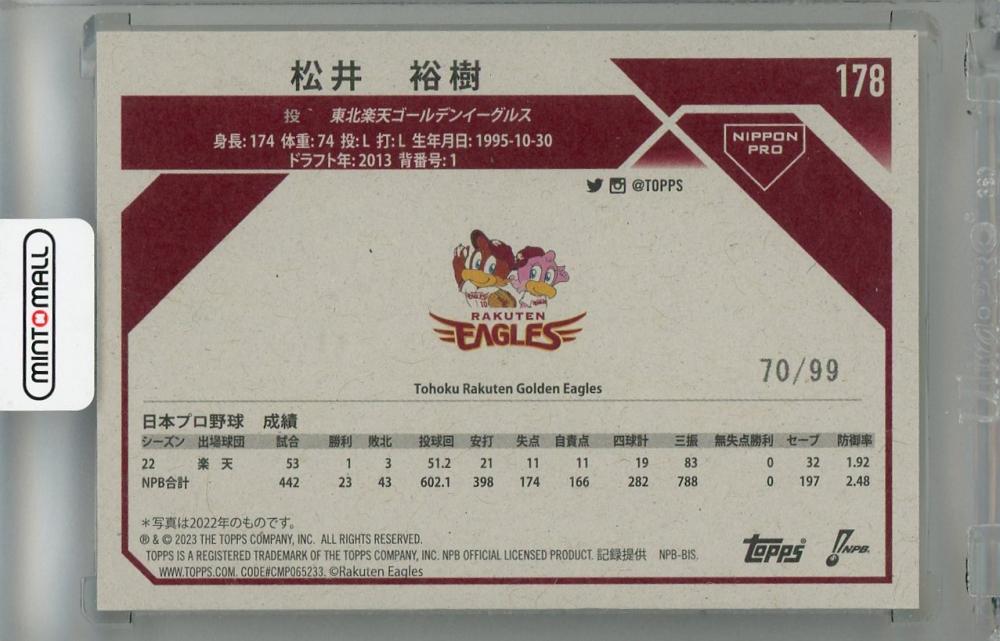 松井 裕樹
178
投手 東北楽天ゴールデンイーグルス
身長: 174 体重: 74 投: L 打: L 生年月日: 1995-10-30
ドラフト年: 2013 背番号: 1
NIPPON
PRO
@TOPPS
MINTOMALL
EAGLES
10
RAKUTEN
EAGLES
70/99
Tohoku Rakuten Golden Eagles
日本プロ野球 成績
シーズン 出場球団 試合 勝利 敗北 投球回 安打 失点 自責点 四球計 三振 無失点勝利 セーブ 防御率
22 楽 天 53 1 3 51.2 21 11 11 19 83 0 32 1.92
NPB合計 442 23 43 602.1 398 174 166 282 788 0 197 2.48
＊写真は2022年のものです。
® & © 2023 THE TOPPS COMPANY, INC. ALL RIGHTS RESERVED.
TOPPS IS A REGISTERED TRADEMARK OF THE TOPPS COMPANY, INC. NPB OFFICIAL LICENSED PRODUCT. 記録提供 NPB-BIS.
WWW.TOPPS.COM. CODE#CMP065233. ©Rakuten Eagles
Topps®
NPB.